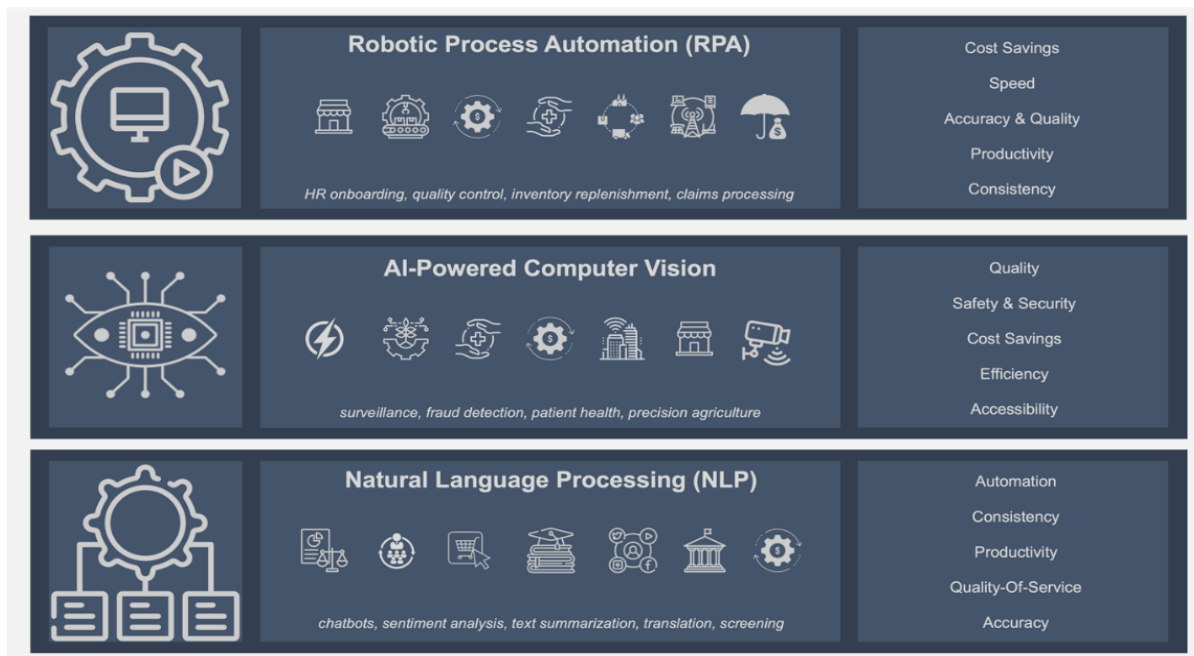 Robotic Process Automation (RPA)
HR onboarding, quality control, inventory replenishment, claims processing
Cost Savings
Speed
Accuracy & Quality
Productivity
Consistency
AI-Powered Computer Vision
surveillance, fraud detection, patient health, precision agriculture
Quality
Safety & Security
Cost Savings
Efficiency
Accessibility
Natural Language Processing (NLP)
chatbots, sentiment analysis, text summarization, translation, screening
Automation
Consistency
Productivity
Quality-Of-Service
Accuracy